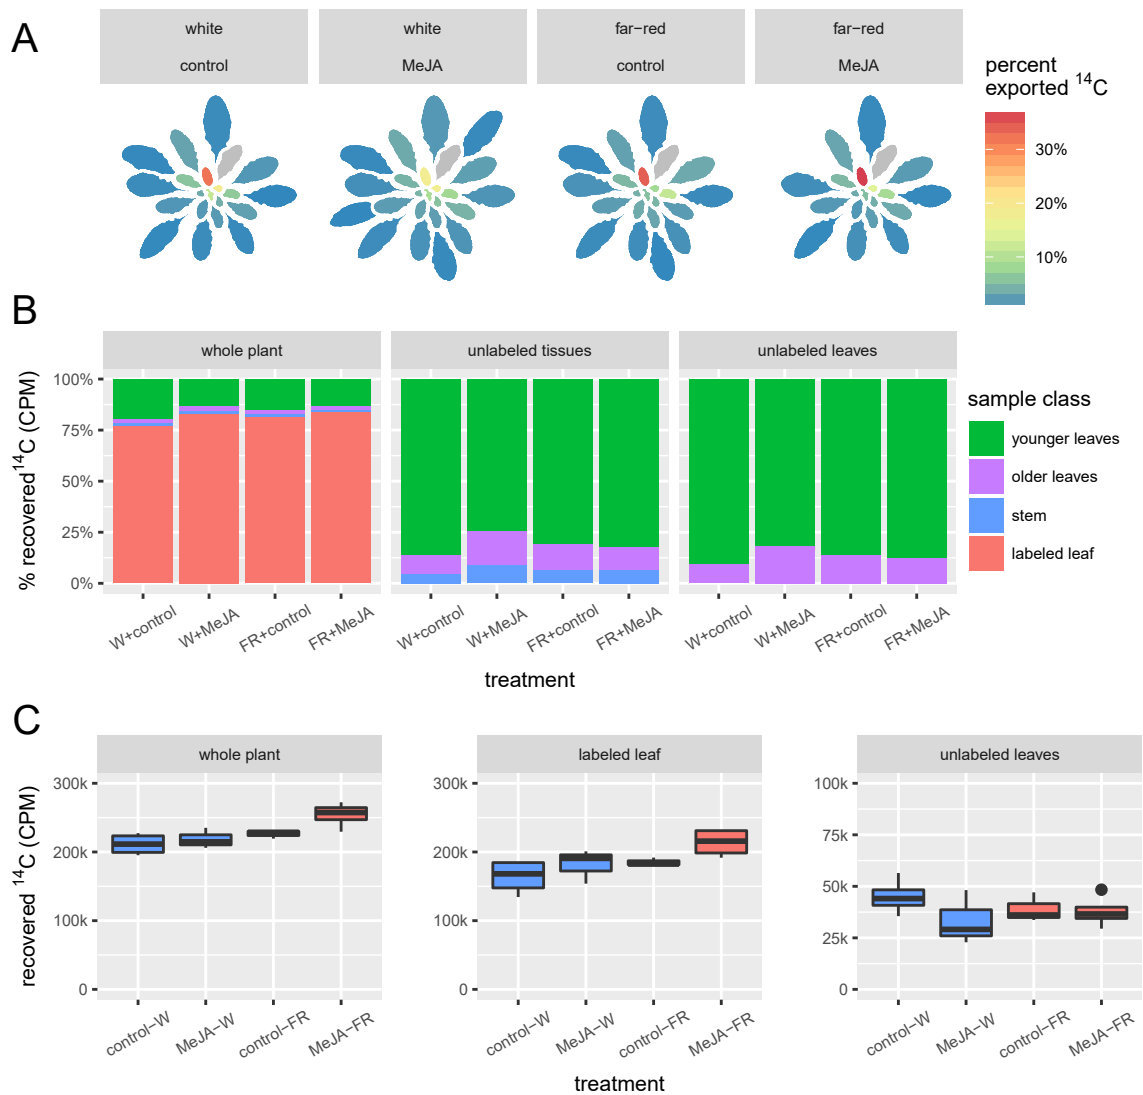 A
white
control
white
MeJA
far−red
control
far−red
MeJA
percent
exported ¹⁴C
30%
20%
10%
B
whole plant
unlabeled tissues
unlabeled leaves
100%
75%
50%
25%
0%
% recovered¹⁴C (CPM)
W+control
W+MeJA
FR+control
FR+MeJA
W+control
W+MeJA
FR+control
FR+MeJA
W+control
W+MeJA
FR+control
FR+MeJA
treatment
sample class
younger leaves
older leaves
stem
labeled leaf
C
whole plant
labeled leaf
unlabeled leaves
recovered ¹⁴C (CPM)
300k
200k
100k
0
control−W
MeJA−W
control−FR
MeJA−FR
300k
200k
100k
0
control−W
MeJA−W
control−FR
MeJA−FR
100k
75k
50k
25k
0
control−W
MeJA−W
control−FR
MeJA−FR
treatment